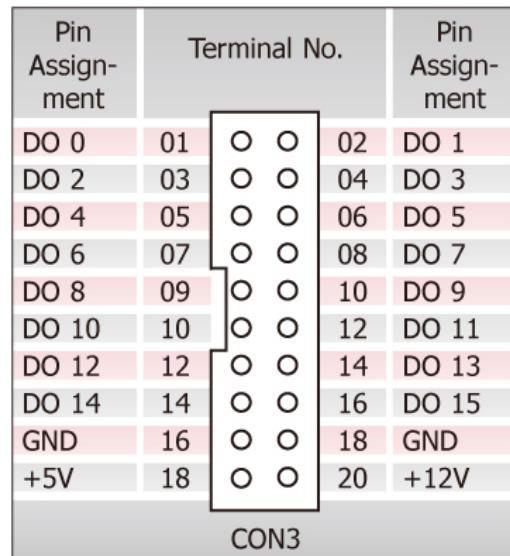 Pin
Assign-
ment
Terminal No.
Pin
Assign-
ment
DO 0 01 02 DO 1
DO 2 03 04 DO 3
DO 4 05 06 DO 5
DO 6 07 08 DO 7
DO 8 09 10 DO 9
DO 10 10 12 DO 11
DO 12 12 14 DO 13
DO 14 14 16 DO 15
GND 16 18 GND
+5V 18 20 +12V
CON3